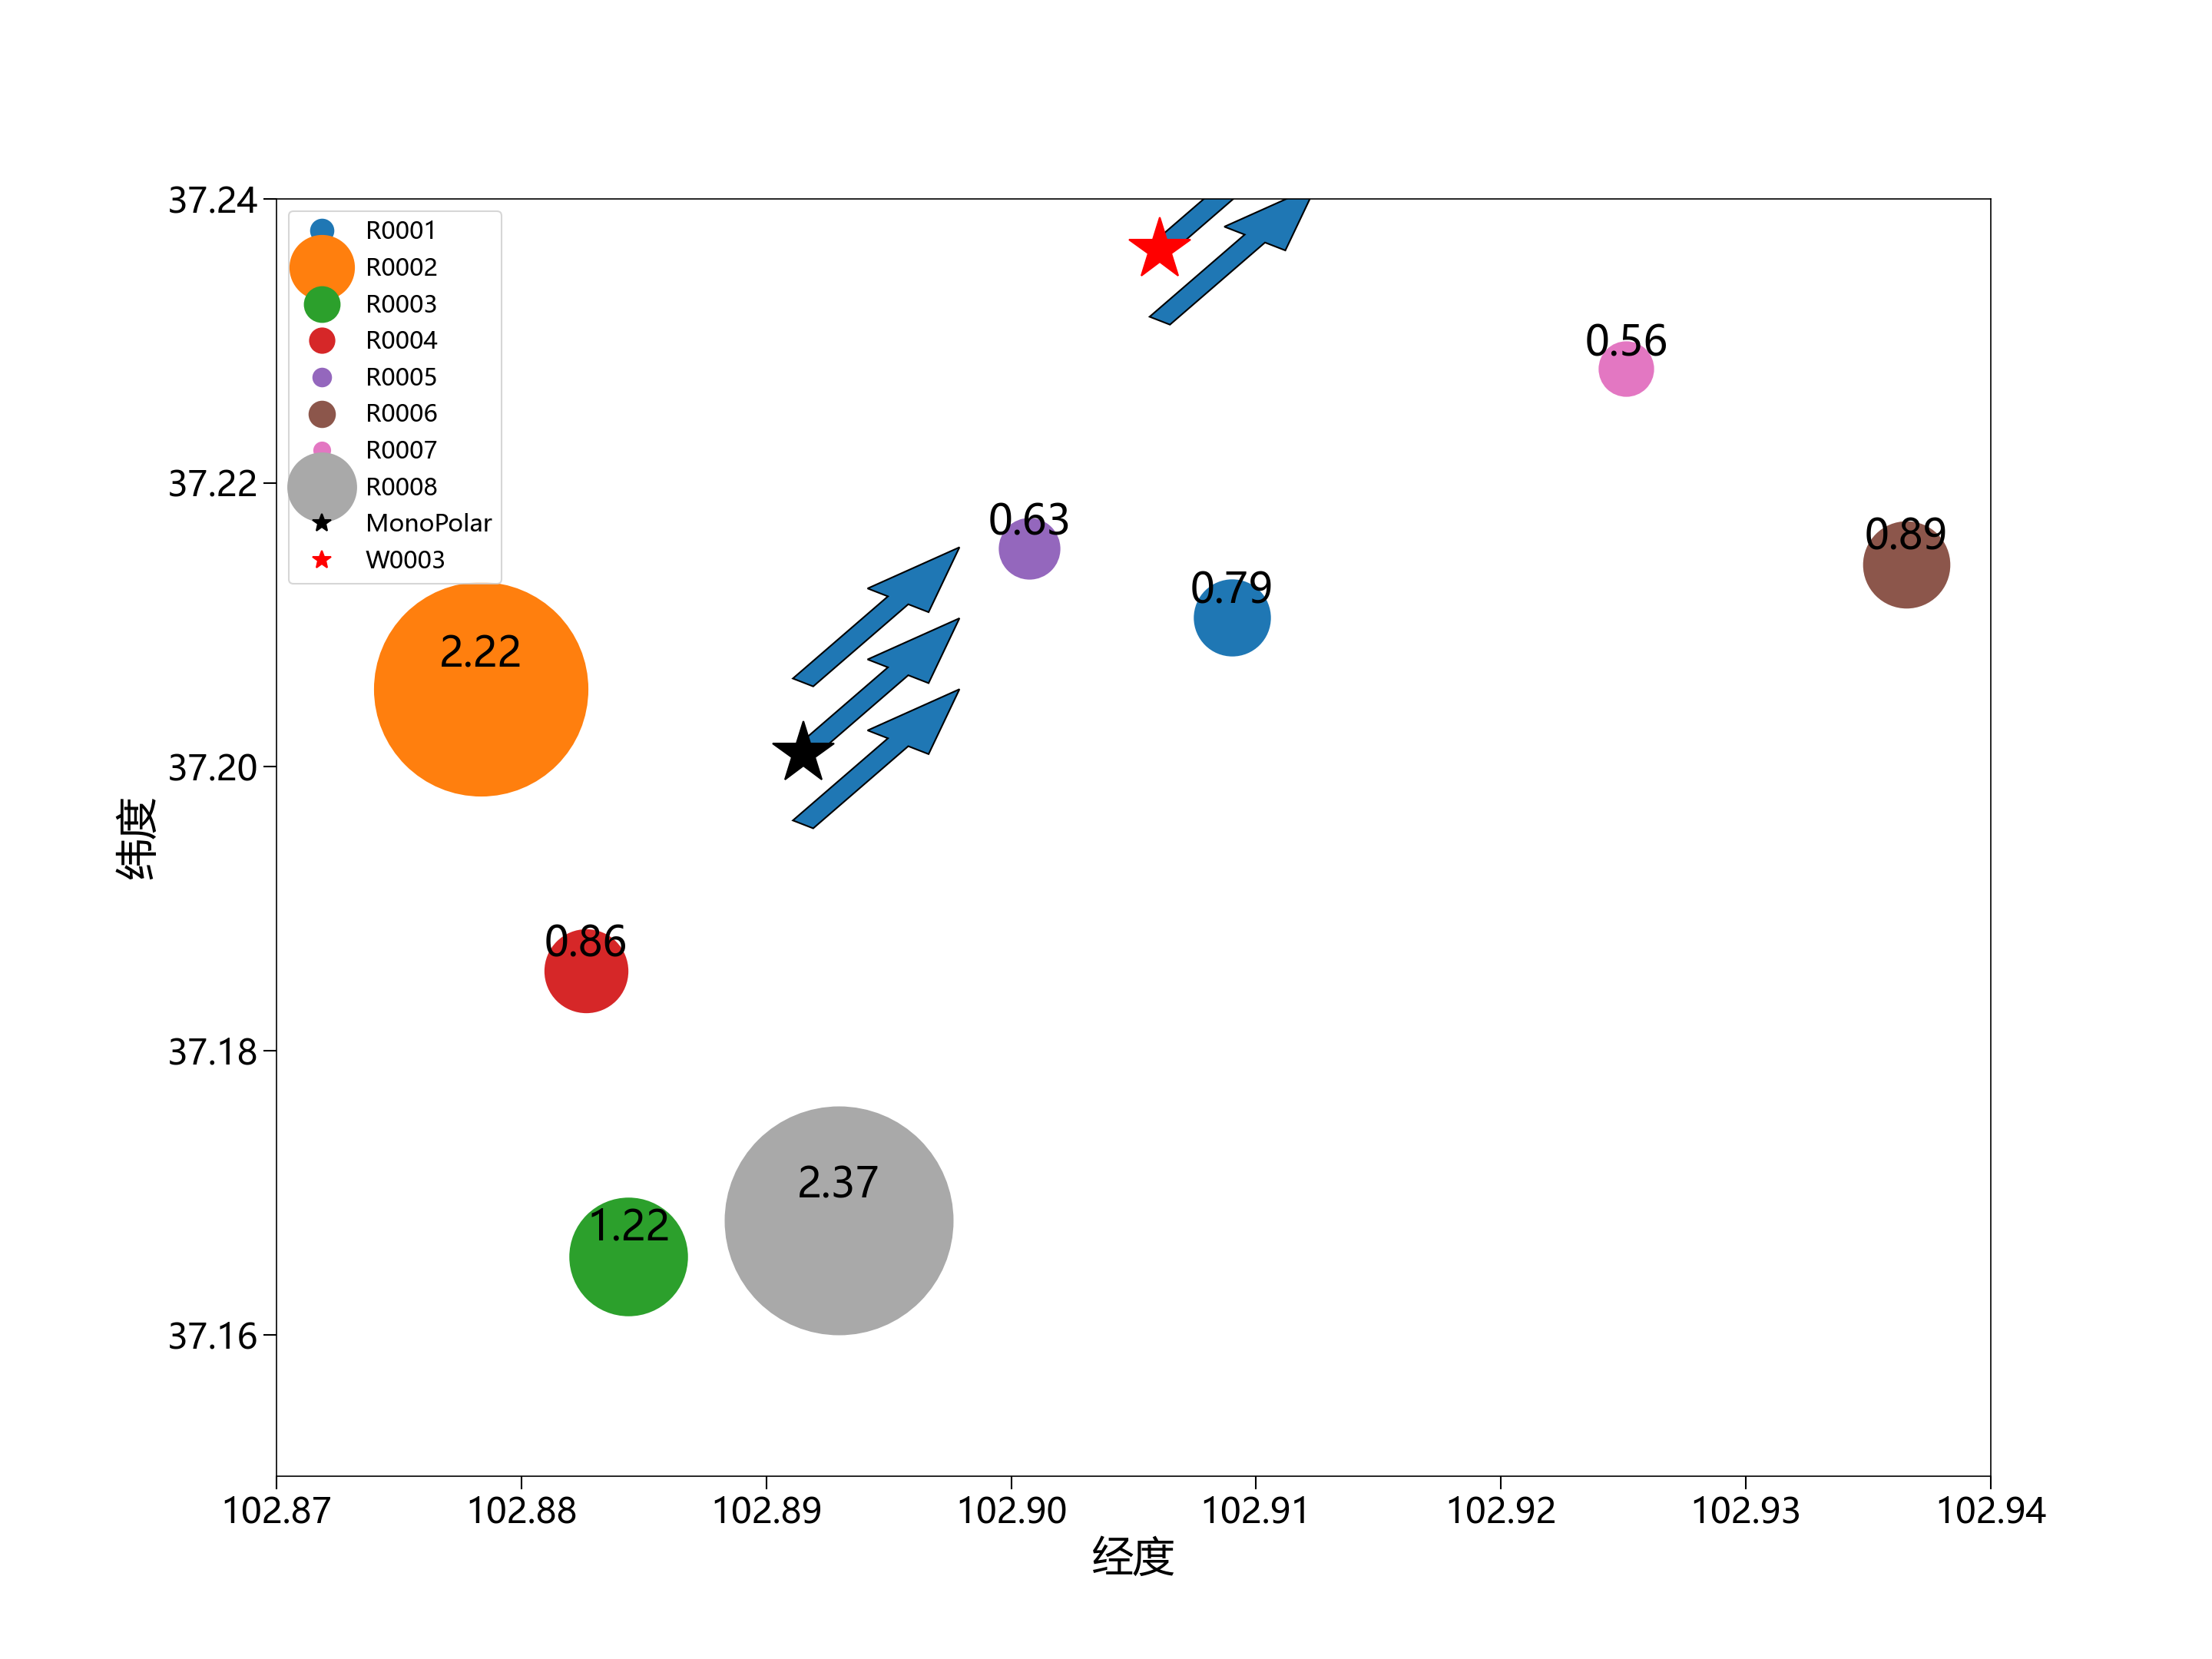 37.24
37.22
37.20
37.18
37.16
纬度
R0001
R0002
R0003
R0004
R0005
R0006
R0007
R0008
MonoPolar
W0003
0.56
0.63
0.89
0.79
2.22
0.86
2.37
1.22
102.87 102.88 102.89 102.90 102.91 102.92 102.93 102.94
经度